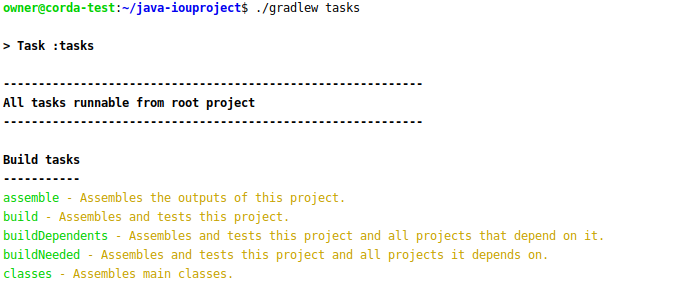 owner@corda-test:~/java-iouproject$ ./gradlew tasks
> Task :tasks
------------------------------------------------------------
All tasks runnable from root project
------------------------------------------------------------
Build tasks
-----------
assemble - Assembles the outputs of this project.
build - Assembles and tests this project.
buildDependents - Assembles and tests this project and all projects that depend on it.
buildNeeded - Assembles and tests this project and all projects it depends on.
classes - Assembles main classes.